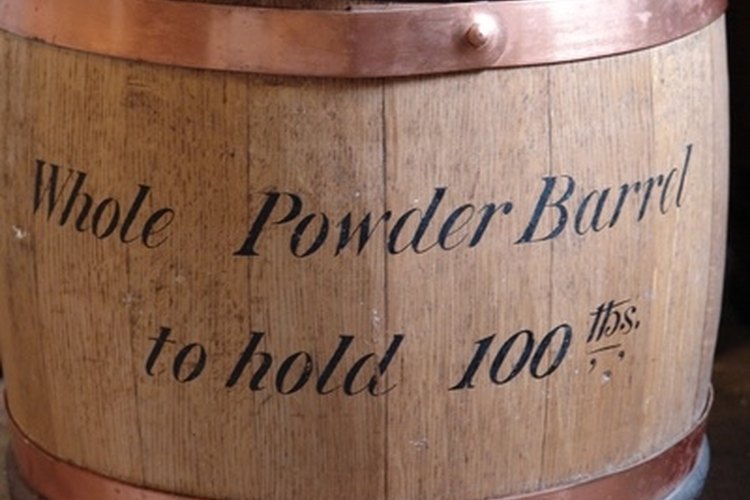 Whole Powder Barrel
to hold 100 lbs.